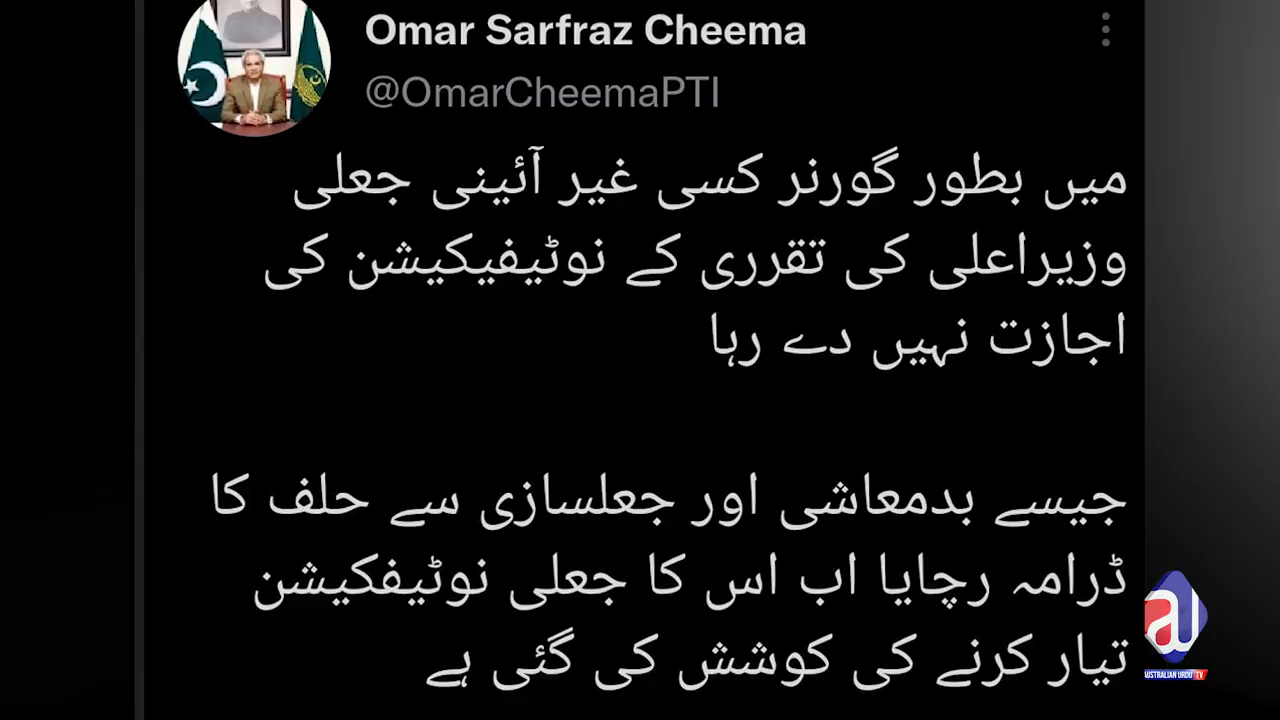 Omar Sarfraz Cheema
@OmarCheemaPTI
میں بطور گورنر کسی غیر آئینی جعلی
وزیراعلی کی تقرری کے نوٹیفیکیشن کی
اجازت نہیں دے رہا
جیسے بدمعاشی اور جعلسازی سے حلف کا
ڈرامہ رچایا اب اس کا جعلی نوٹیفکیشن
تیار کرنے کی کوشش کی گئی ہے
a
AUSTRALIAN URDU TV